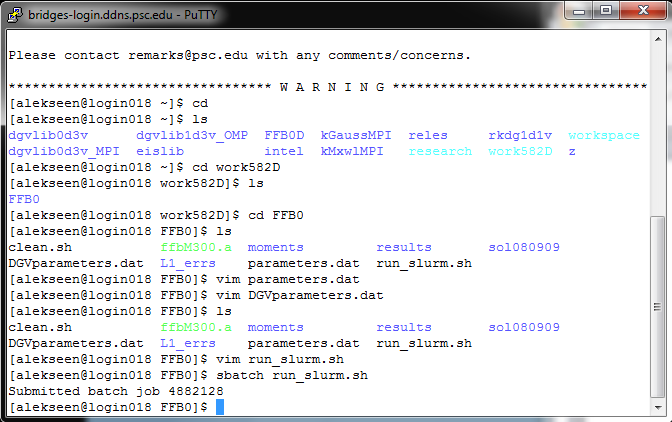 bridges-login.ddns.psc.edu - PuTTY
Please contact remarks@psc.edu with any comments/concerns.
********************************* W A R N I N G ********************************
[alekseen@login018 ~]$ cd
[alekseen@login018 ~]$ ls
dgvlib0d3v      dgvlib1d3v_OMP  FFB0D  kGaussMPI  reles     rkdg1d1v  workspace
dgvlib0d3v_MPI  eislib          intel  kMxwlMPI   research  work582D  z
[alekseen@login018 ~]$ cd work582D
[alekseen@login018 work582D]$ ls
FFB0
[alekseen@login018 work582D]$ cd FFB0
[alekseen@login018 FFB0]$ ls
clean.sh           ffbM300.a  moments         results       sol080909
DGVparameters.dat  L1_errs    parameters.dat  run_slurm.sh
[alekseen@login018 FFB0]$ vim parameters.dat
[alekseen@login018 FFB0]$ vim DGVparameters.dat
[alekseen@login018 FFB0]$ ls
clean.sh           ffbM300.a  moments         results       sol080909
DGVparameters.dat  L1_errs    parameters.dat  run_slurm.sh
[alekseen@login018 FFB0]$ vim run_slurm.sh
[alekseen@login018 FFB0]$ sbatch run_slurm.sh
Submitted batch job 4882128
[alekseen@login018 FFB0]$